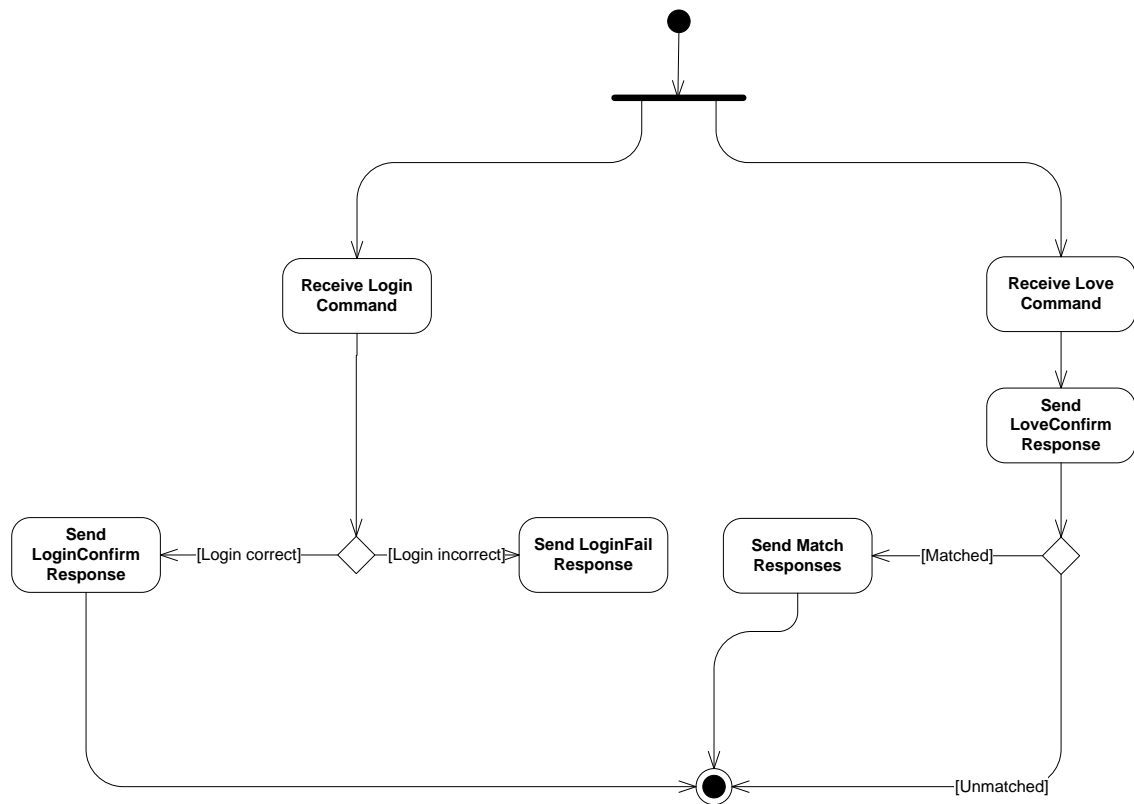 Receive Login
Command
Receive Love
Command
Send
LoveConfirm
Response
Send
LoginConfirm
Response
[Login correct]
[Login incorrect]
Send LoginFail
Response
Send Match
Responses
[Matched]
[Unmatched]